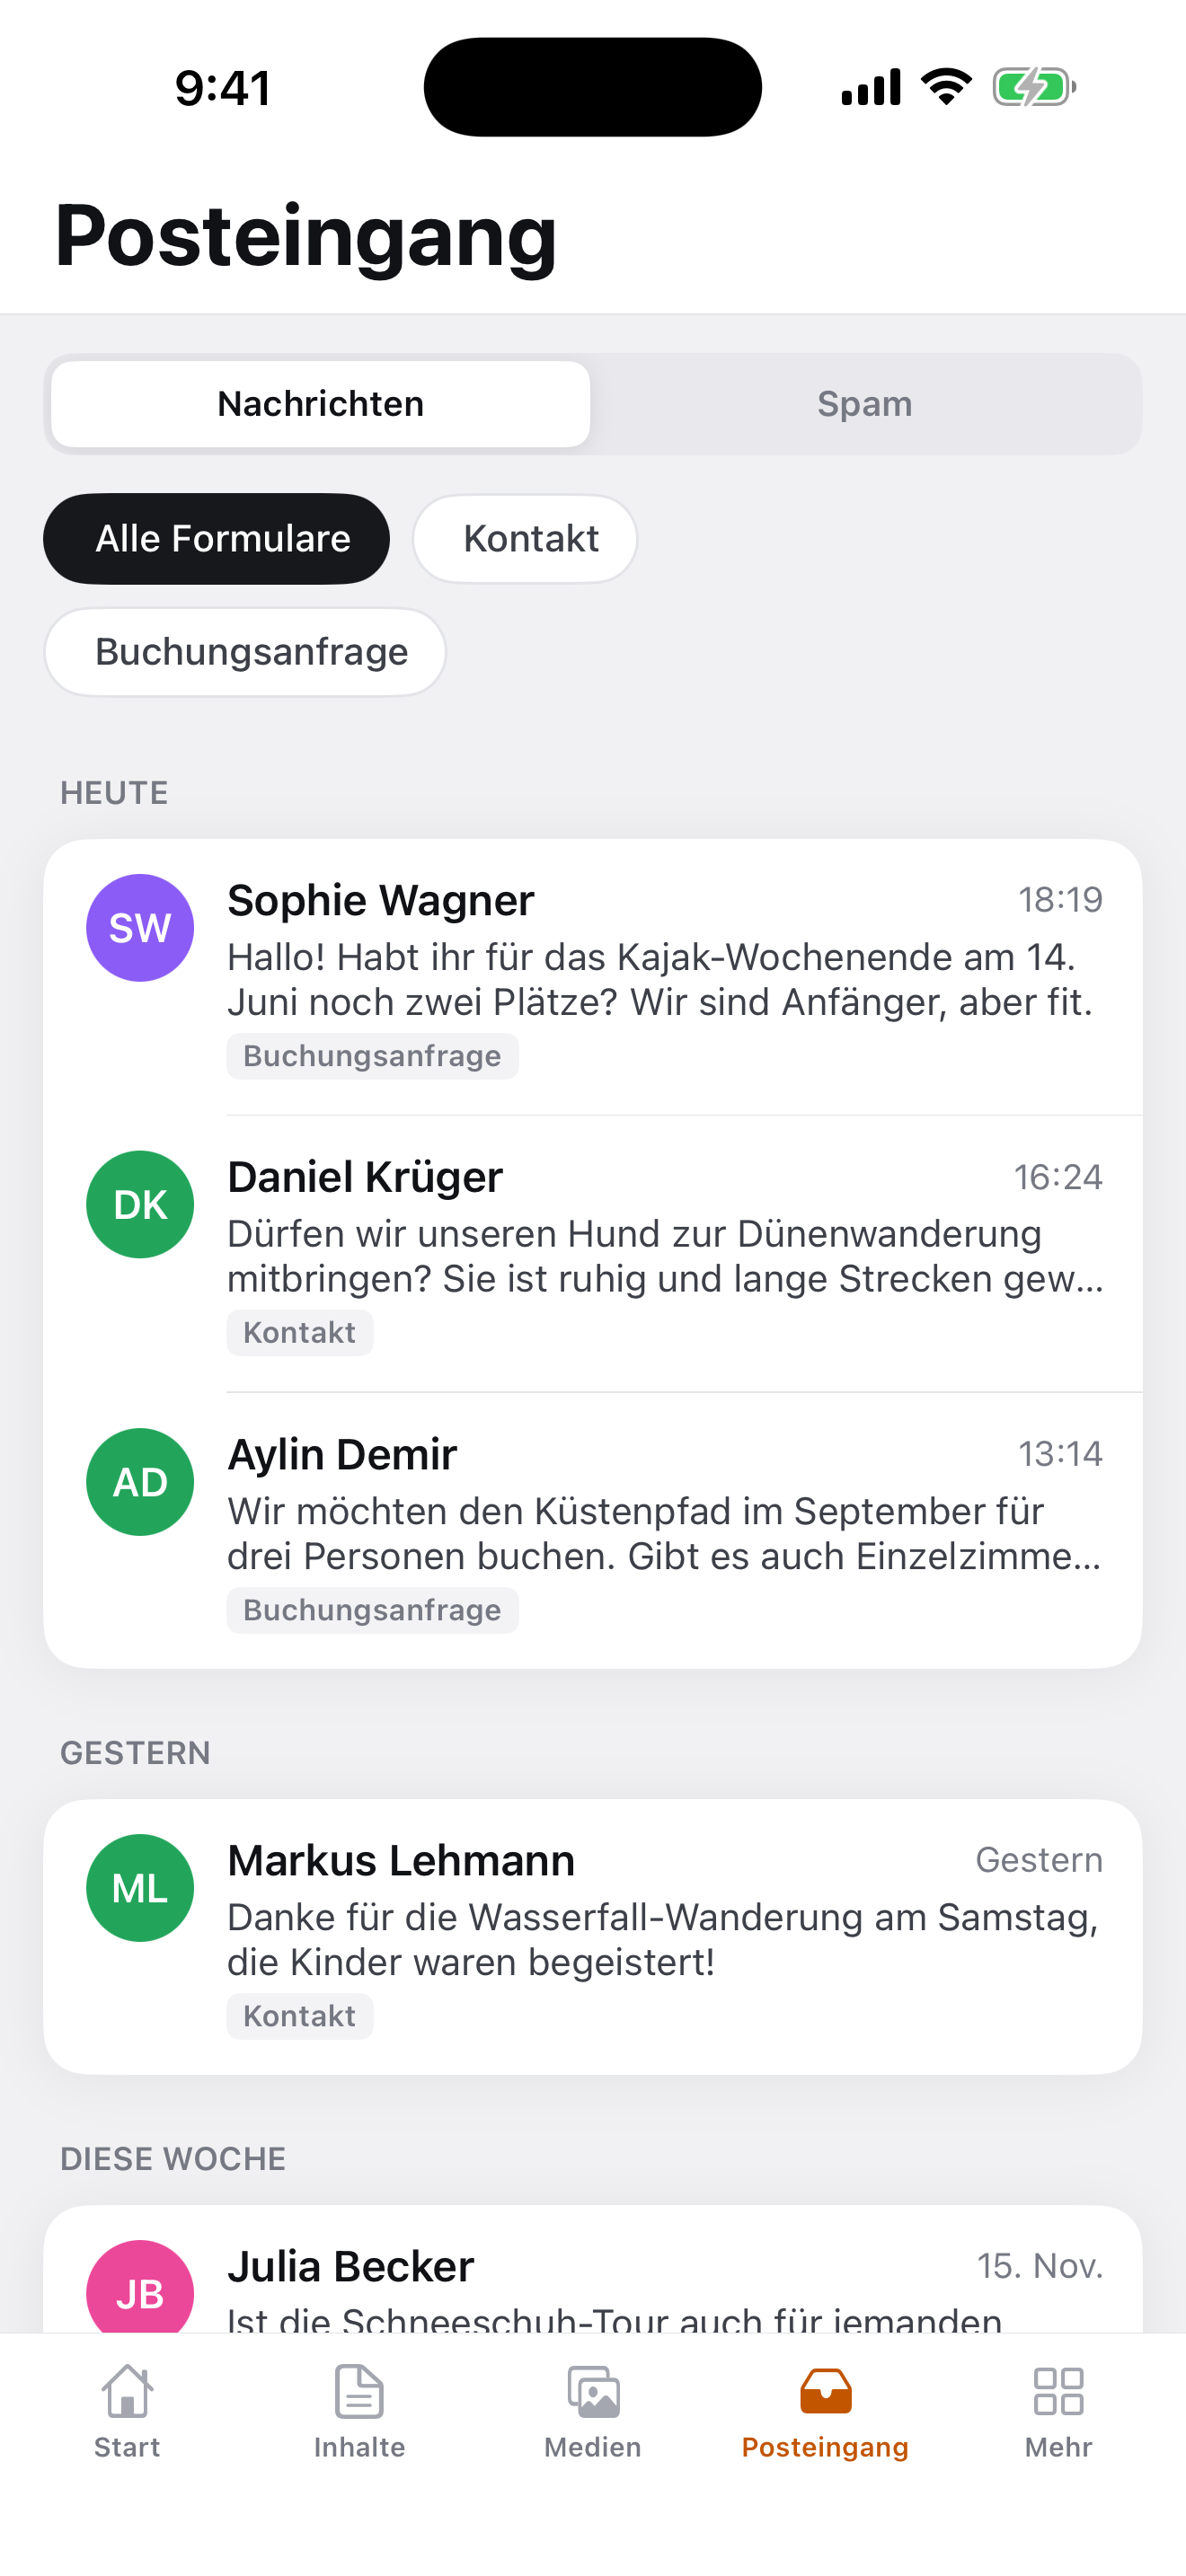 9:41
Posteingang
Nachrichten
Spam
Alle Formulare
Kontakt
Buchungsanfrage
HEUTE
SW
Sophie Wagner
18:19
Hallo! Habt ihr für das Kajak-Wochenende am 14.
Juni noch zwei Plätze? Wir sind Anfänger, aber fit.
Buchungsanfrage
DK
Daniel Krüger
16:24
Dürfen wir unseren Hund zur Dünenwanderung
mitbringen? Sie ist ruhig und lange Strecken gew...
Kontakt
AD
Aylin Demir
13:14
Wir möchten den Küstenpfad im September für
drei Personen buchen. Gibt es auch Einzelzimme...
Buchungsanfrage
GESTERN
ML
Markus Lehmann
Gestern
Danke für die Wasserfall-Wanderung am Samstag,
die Kinder waren begeistert!
Kontakt
DIESE WOCHE
JB
Julia Becker
15. Nov.
Ist die Schneeschuh-Tour auch für jemanden
Start
Inhalte
Medien
Posteingang
Mehr